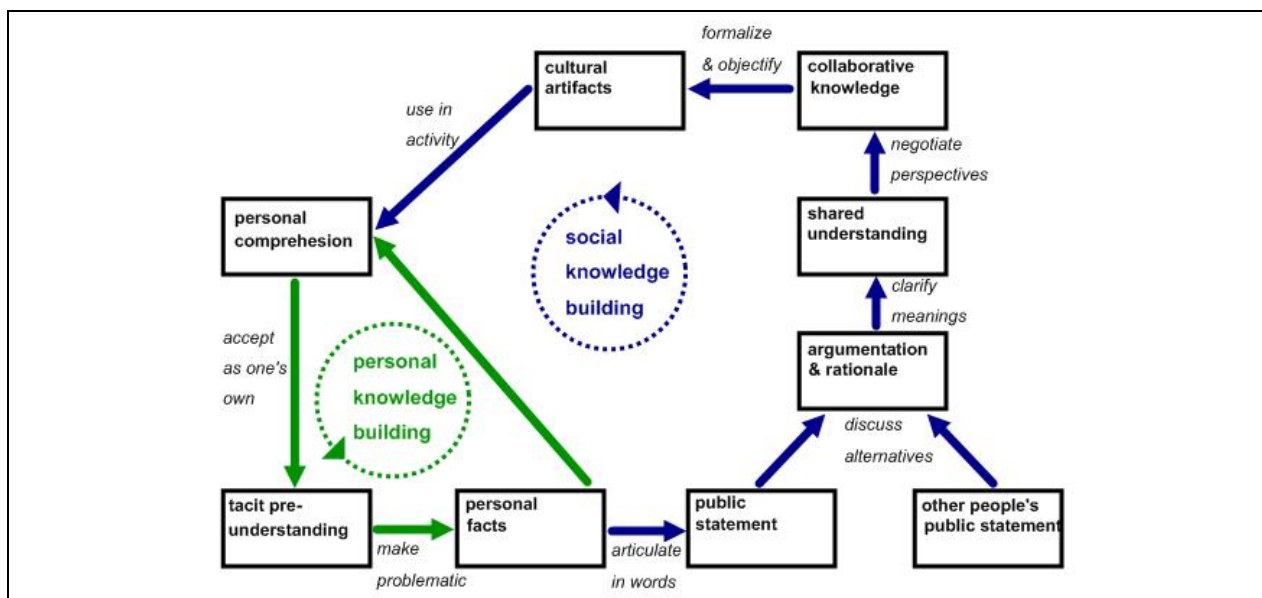 formalize
& objectify
cultural
artifacts
collaborative
knowledge
use in
activity
negotiate
perspectives
personal
comprehesion
social
knowledge
building
shared
understanding
clarify
meanings
accept
as one's
own
personal
knowledge
building
argumentation
& rationale
discuss
alternatives
tacit pre-
understanding
personal
facts
public
statement
other people's
public statement
make
problematic
articulate
in words